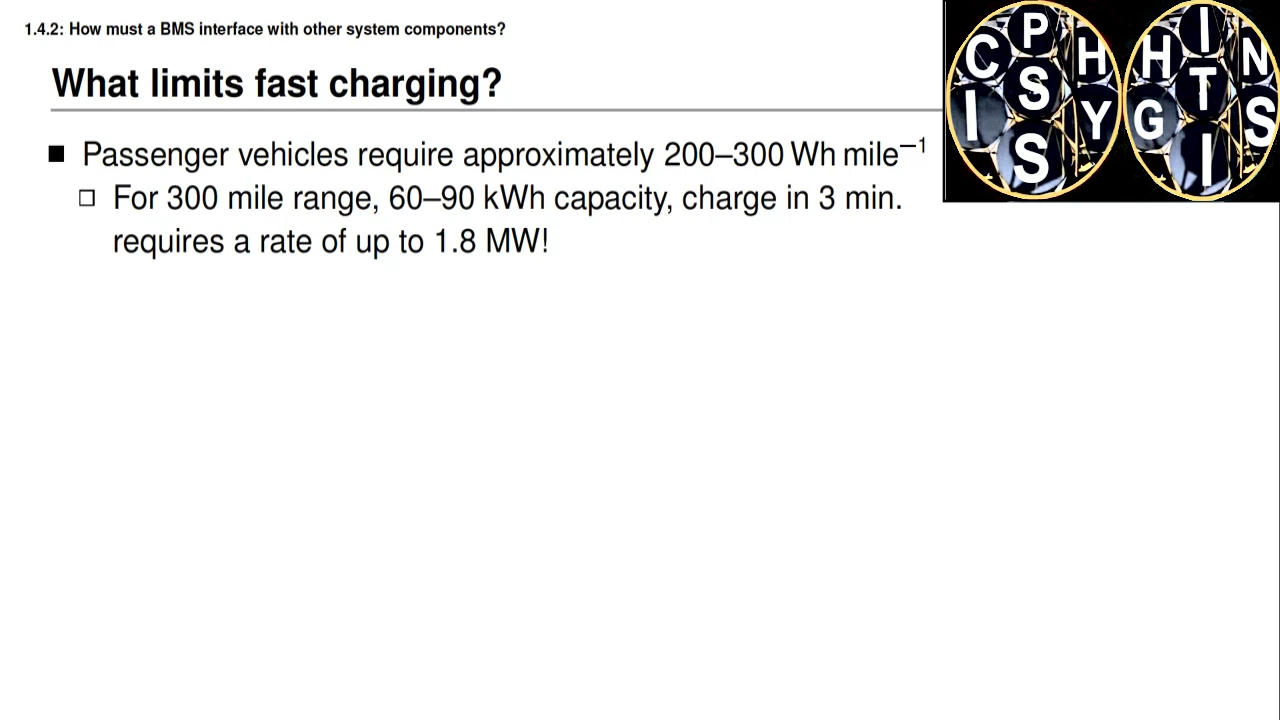 1.4.2: How must a BMS interface with other system components?
What limits fast charging?
■ Passenger vehicles require approximately 200–300 Wh mile⁻¹
□ For 300 mile range, 60–90 kWh capacity, charge in 3 min.
requires a rate of up to 1.8 MW!
P
C H
S
I Y
S
I
H N
T
G S
I